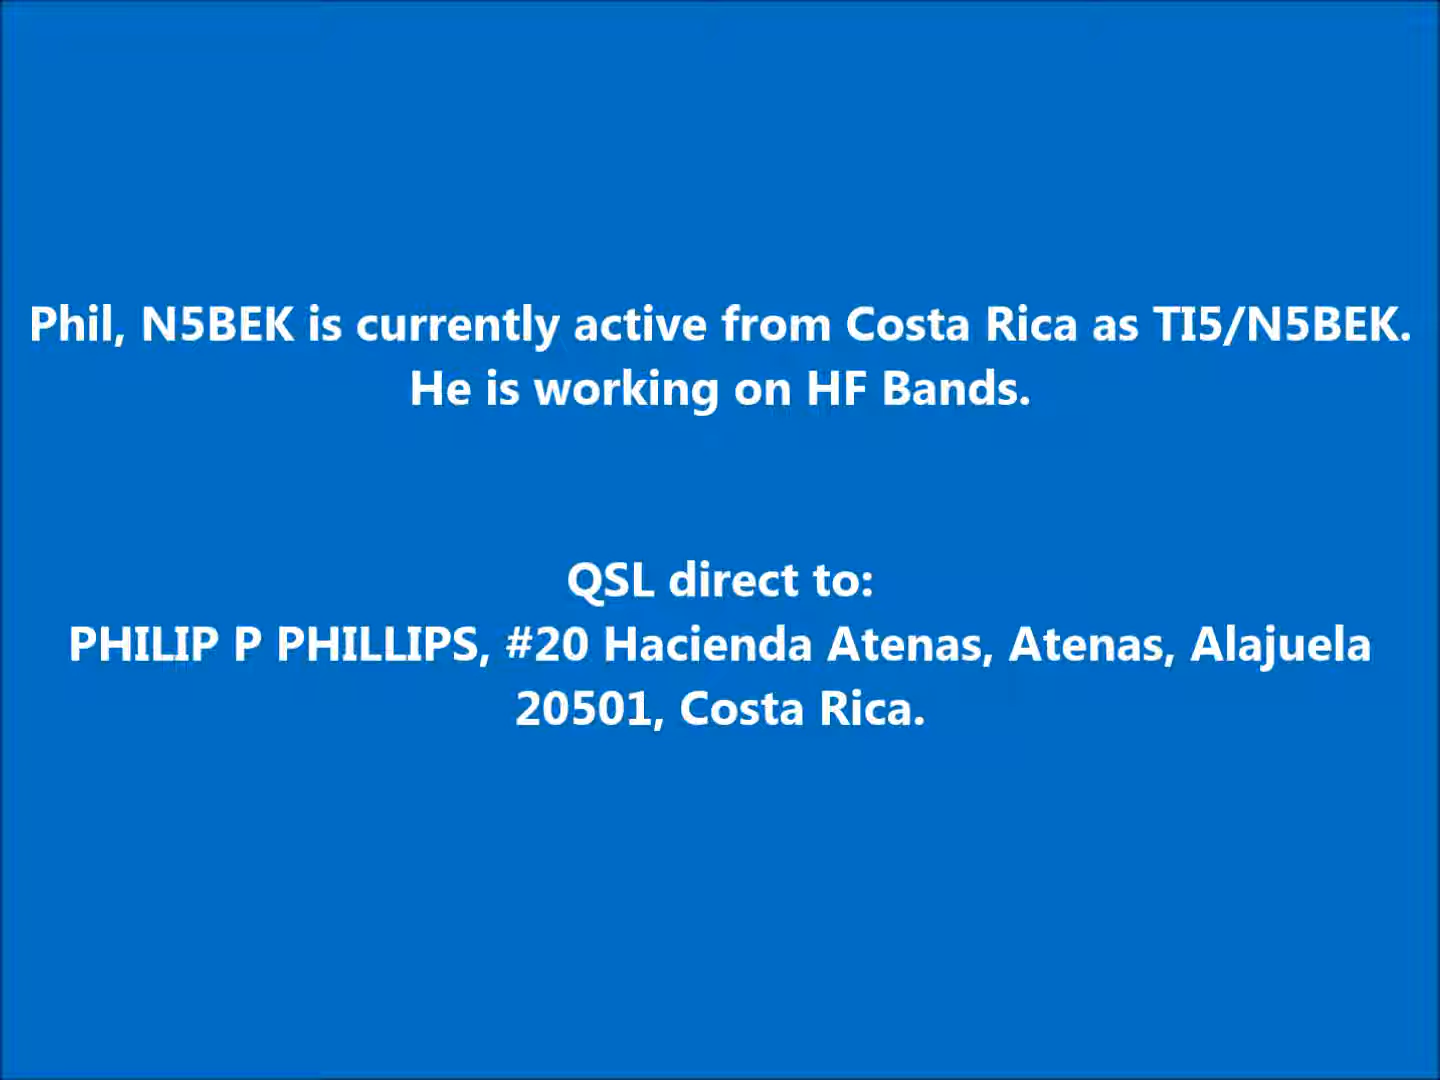 Phil, N5BEK is currently active from Costa Rica as TI5/N5BEK.
He is working on HF Bands.
QSL direct to:
PHILIP P PHILLIPS, #20 Hacienda Atenas, Atenas, Alajuela
20501, Costa Rica.